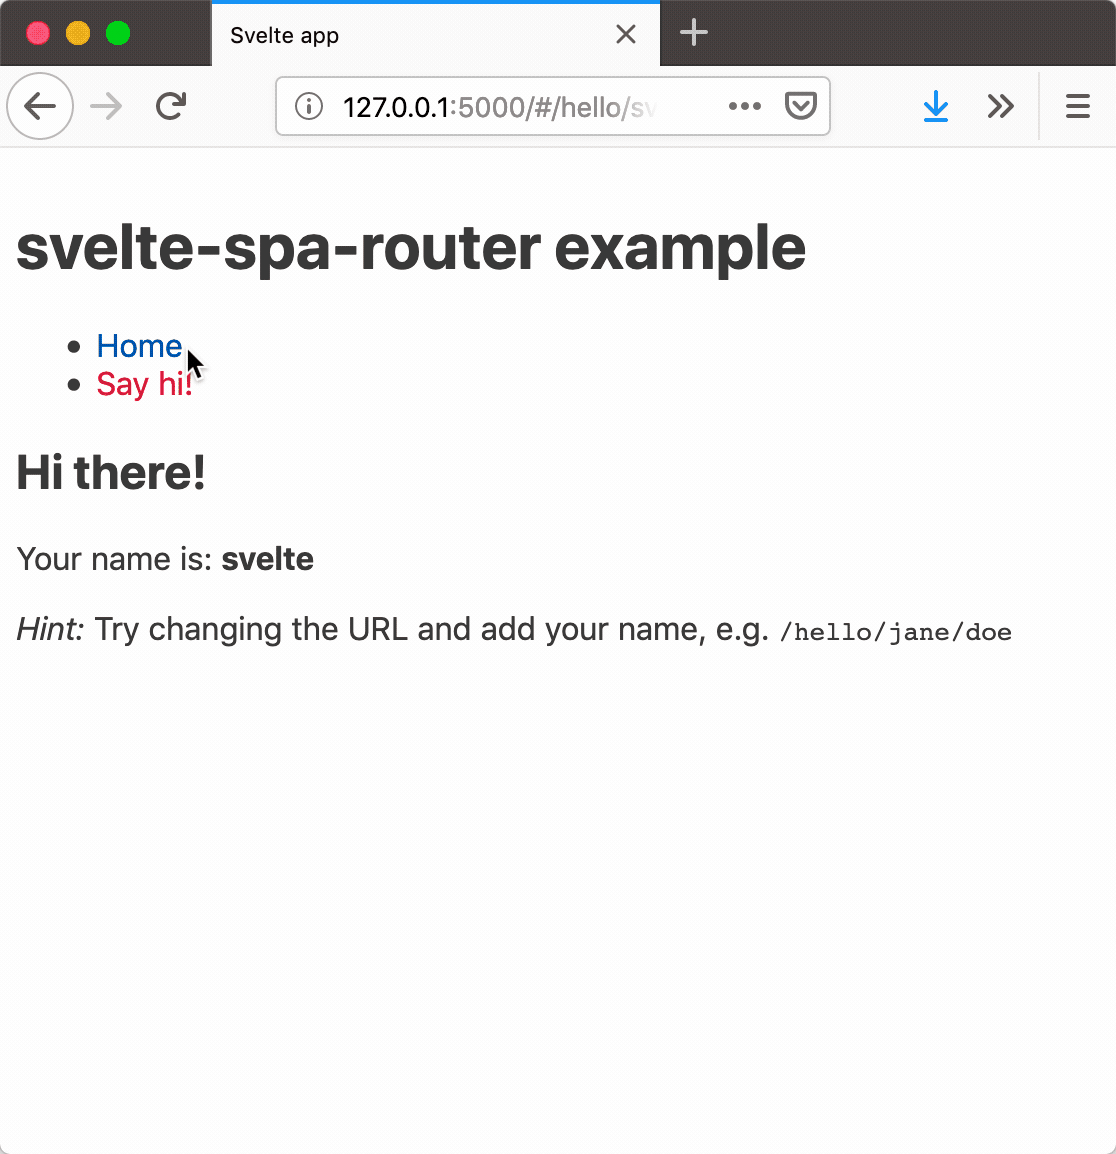 Svelte app
127.0.0.1:5000/#/hello/sv
svelte-spa-router example
Home
Say hi!
Hi there!
Your name is: svelte
Hint: Try changing the URL and add your name, e.g. /hello/jane/doe